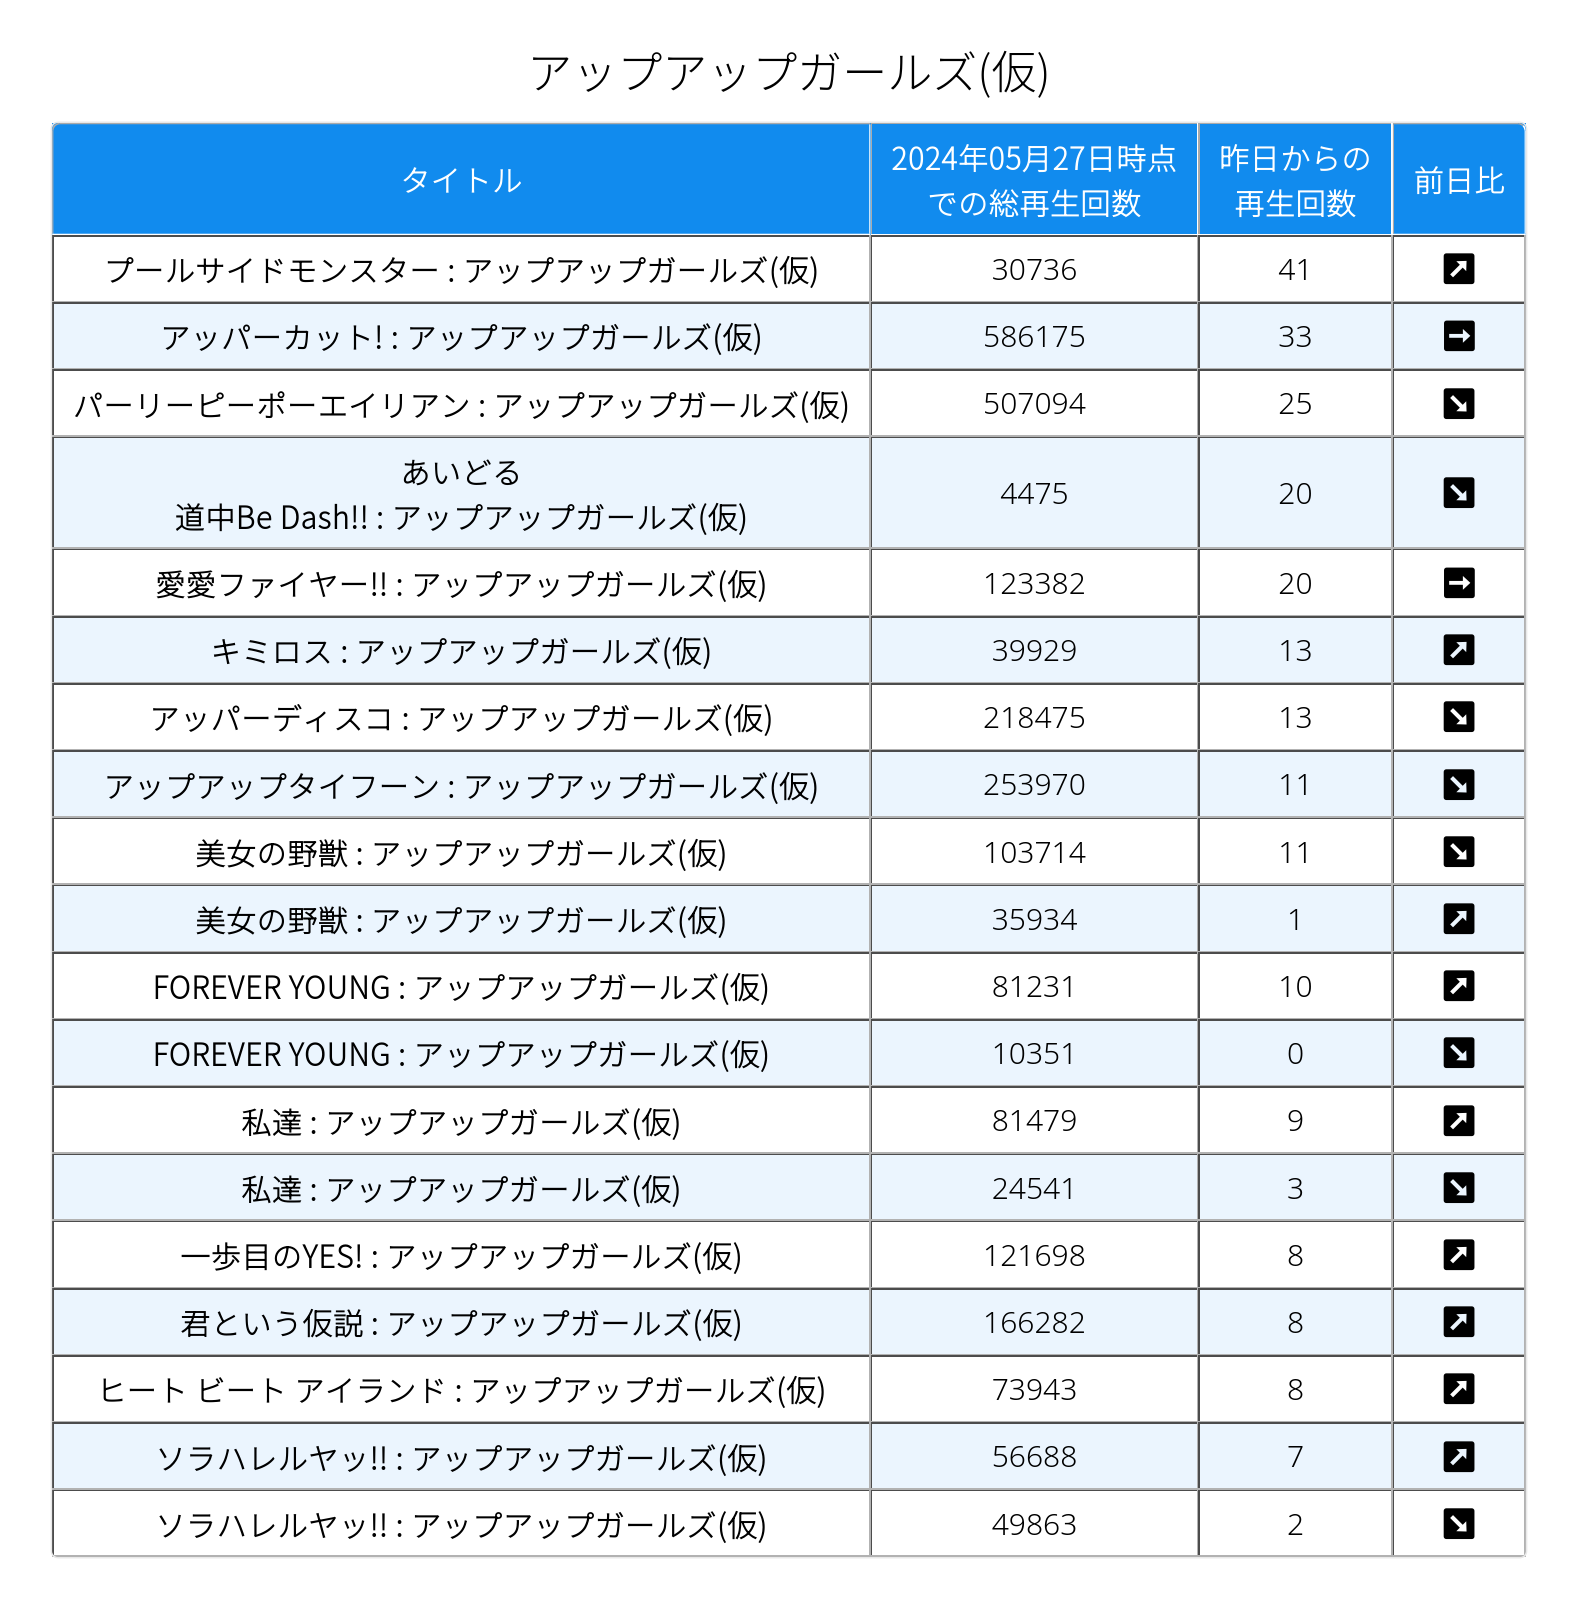 アップアップガールズ(仮)
タイトル
2024年05月27日時点
での総再生回数
昨日からの
再生回数
前日比
プールサイドモンスター : アップアップガールズ(仮) 30736 41 ↗
アッパーカット! : アップアップガールズ(仮) 586175 33 →
パーリーピーポーエイリアン : アップアップガールズ(仮) 507094 25 ↘
あいどる
道中Be Dash!! : アップアップガールズ(仮) 4475 20 ↘
愛愛ファイヤー!! : アップアップガールズ(仮) 123382 20 →
キミロス : アップアップガールズ(仮) 39929 13 ↗
アッパーディスコ : アップアップガールズ(仮) 218475 13 ↘
アップアップタイフーン : アップアップガールズ(仮) 253970 11 ↘
美女の野獣 : アップアップガールズ(仮) 103714 11 ↘
美女の野獣 : アップアップガールズ(仮) 35934 1 ↗
FOREVER YOUNG : アップアップガールズ(仮) 81231 10 ↗
FOREVER YOUNG : アップアップガールズ(仮) 10351 0 ↘
私達 : アップアップガールズ(仮) 81479 9 ↗
私達 : アップアップガールズ(仮) 24541 3 ↘
一歩目のYES! : アップアップガールズ(仮) 121698 8 ↗
君という仮説 : アップアップガールズ(仮) 166282 8 ↗
ヒート ビート アイランド : アップアップガールズ(仮) 73943 8 ↗
ソラハレルヤッ!! : アップアップガールズ(仮) 56688 7 ↗
ソラハレルヤッ!! : アップアップガールズ(仮) 49863 2 ↘